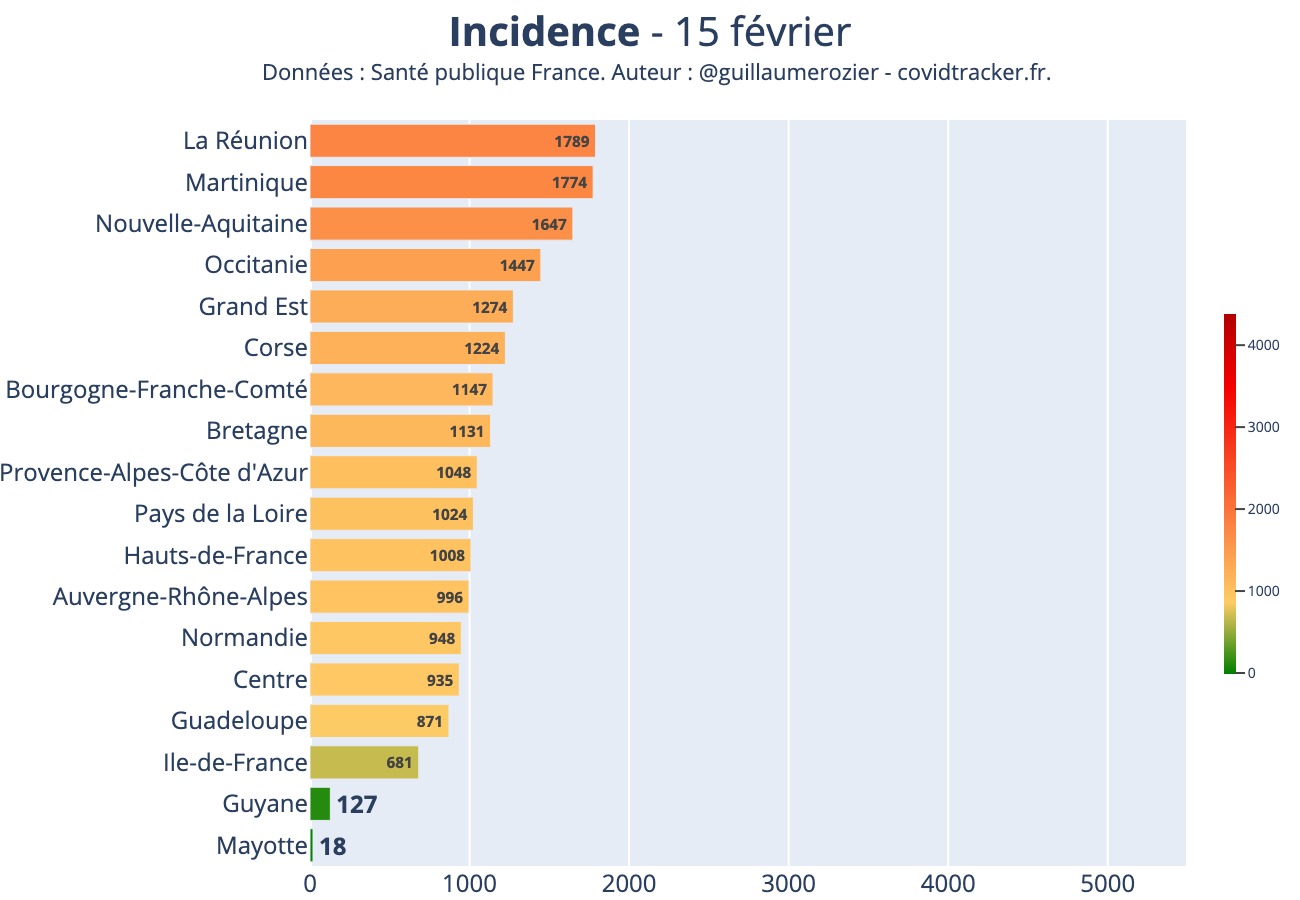 Incidence - 15 février
Données : Santé publique France. Auteur : @guillaumerozier - covidtracker.fr.
La Réunion 1789
Martinique 1774
Nouvelle-Aquitaine 1647
Occitanie 1447
Grand Est 1274
Corse 1224
Bourgogne-Franche-Comté 1147
Bretagne 1131
Provence-Alpes-Côte d'Azur 1048
Pays de la Loire 1024
Hauts-de-France 1008
Auvergne-Rhône-Alpes 996
Normandie 948
Centre 935
Guadeloupe 871
Ile-de-France 681
Guyane 127
Mayotte 18
0 1000 2000 3000 4000 5000
4000
3000
2000
1000
0